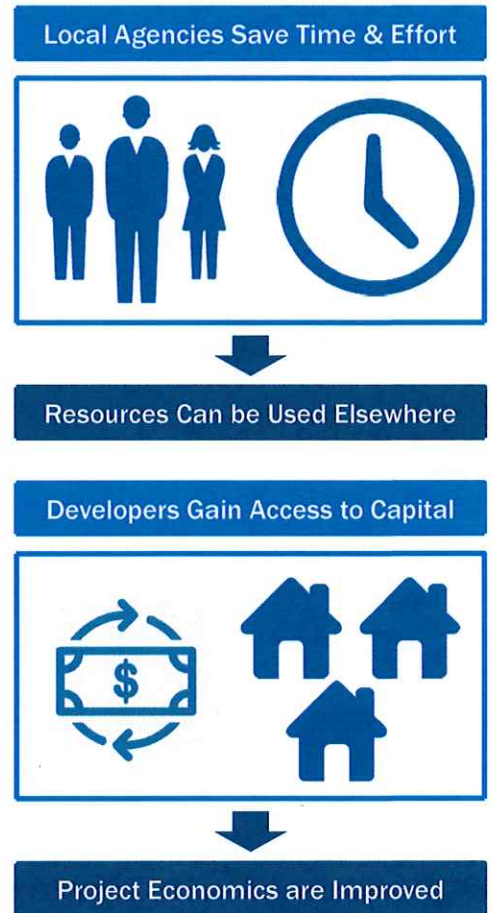 Local Agencies Save Time & Effort
Resources Can be Used Elsewhere
Developers Gain Access to Capital
$
Project Economics are Improved